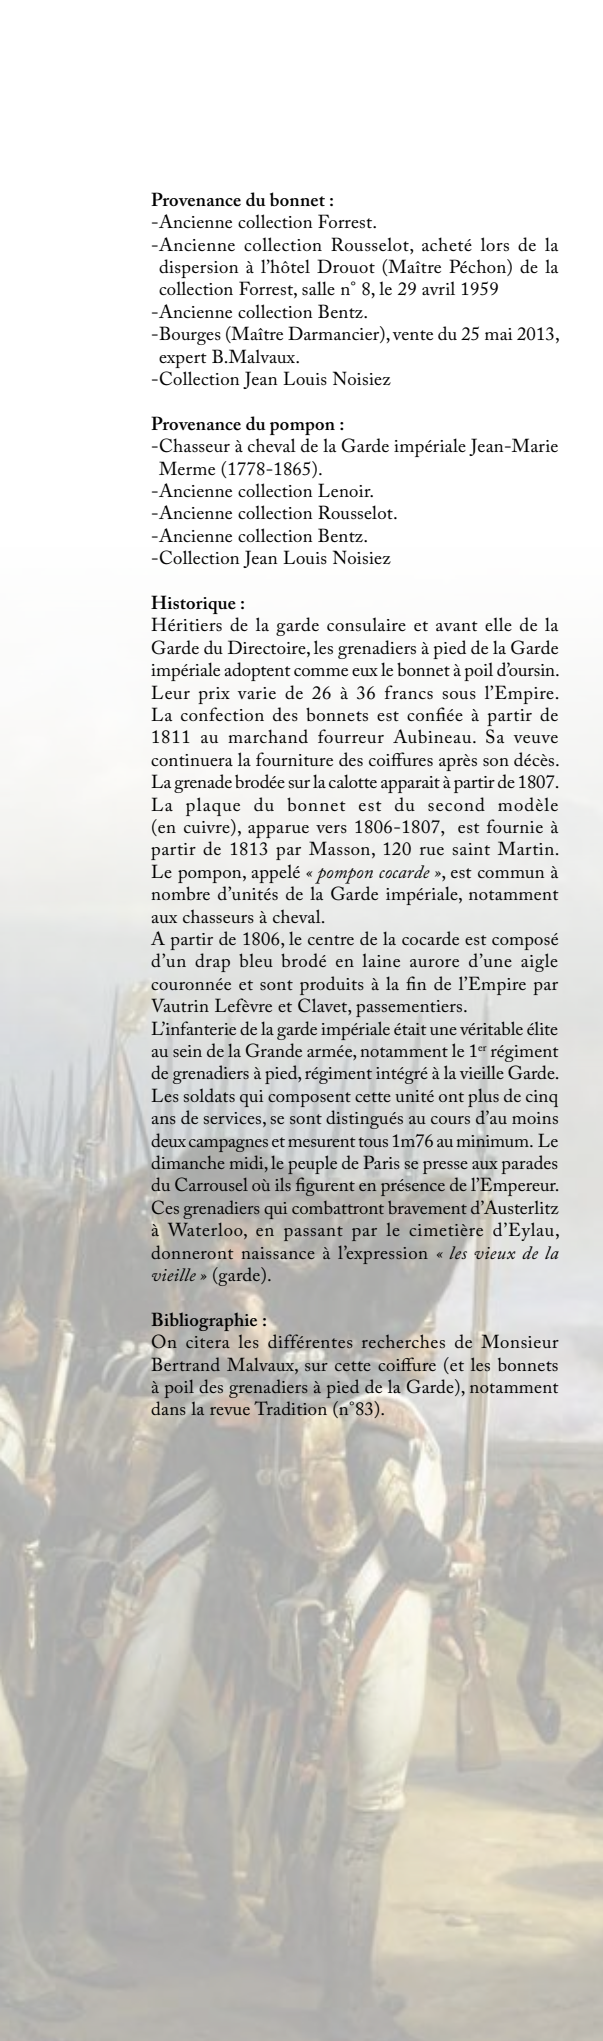 Provenance du bonnet :
-Ancienne collection Forrest.
-Ancienne collection Rousselot, acheté lors de la
dispersion à l'hôtel Drouot (Maître Péchon) de la
collection Forrest, salle n° 8, le 29 avril 1959
-Ancienne collection Bentz.
-Bourges (Maître Darmancier), vente du 25 mai 2013,
expert B.Malvaux.
-Collection Jean Louis Noisiez
Provenance du pompon :
-Chasseur à cheval de la Garde impériale Jean-Marie
Merme (1778-1865).
-Ancienne collection Lenoir.
-Ancienne collection Rousselot.
-Ancienne collection Bentz.
-Collection Jean Louis Noisiez
Historique :
Héritiers de la garde consulaire et avant elle de la
Garde du Directoire, les grenadiers à pied de la Garde
impériale adoptent comme eux le bonnet à poil d'oursin.
Leur prix varie de 26 à 36 francs sous l'Empire.
La confection des bonnets est confiée à partir de
1811 au marchand fourreur Aubineau. Sa veuve
continuera la fourniture des coiffures après son décès.
La grenade brodée sur la calotte apparait à partir de 1807.
La plaque du bonnet est du second modèle
(en cuivre), apparue vers 1806-1807, est fournie à
partir de 1813 par Masson, 120 rue saint Martin.
Le pompon, appelé « pompon cocarde », est commun à
nombre d'unités de la Garde impériale, notamment
aux chasseurs à cheval.
A partir de 1806, le centre de la cocarde est composé
d'un drap bleu brodé en laine aurore d'une aigle
couronnée et sont produits à la fin de l'Empire par
Vautrin Lefèvre et Clavet, passementiers.
L'infanterie de la garde impériale était une véritable élite
au sein de la Grande armée, notamment le 1er régiment
de grenadiers à pied, régiment intégré à la vieille Garde.
Les soldats qui composent cette unité ont plus de cinq
ans de services, se sont distingués au cours d'au moins
deux campagnes et mesurent tous 1m76 au minimum. Le
dimanche midi, le peuple de Paris se presse aux parades
du Carrousel où ils figurent en présence de l'Empereur.
Ces grenadiers qui combattront bravement d'Austerlitz
à Waterloo, en passant par le cimetière d'Eylau,
donneront naissance à l'expression « les vieux de la
vieille » (garde).
Bibliographie :
On citera les différentes recherches de Monsieur
Bertrand Malvaux, sur cette coiffure (et les bonnets
à poil des grenadiers à pied de la Garde), notamment
dans la revue Tradition (n°83).